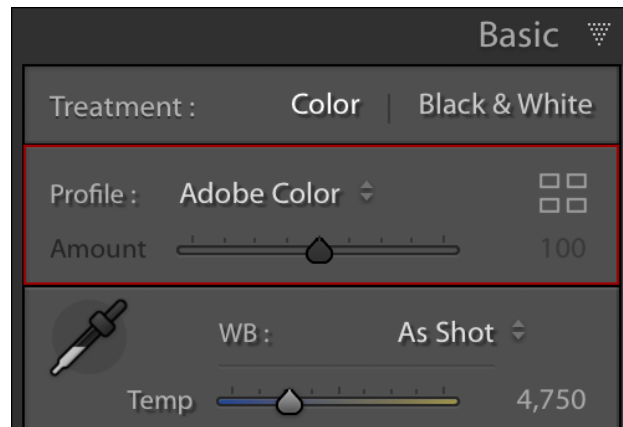 Basic
Treatment : Color | Black & White
Profile : Adobe Color
Amount 100
WB : As Shot
Temp 4,750